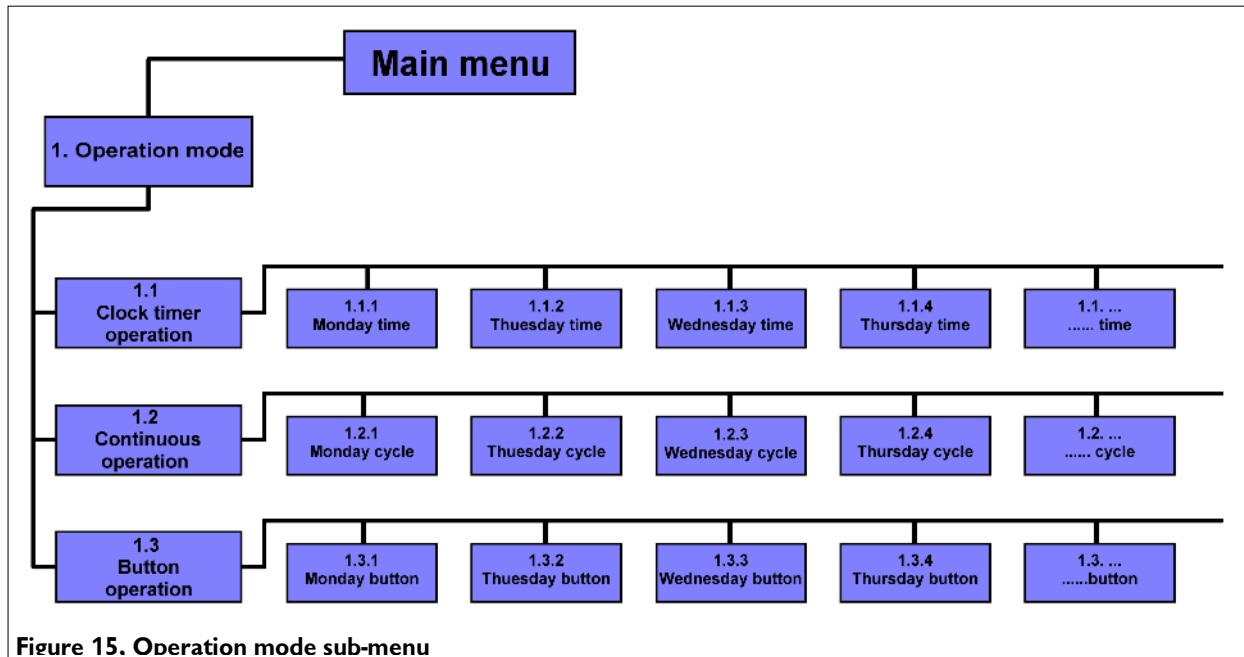 Main menu
1. Operation mode
1.1
Clock timer
operation
1.1.1
Monday time
1.1.2
Thuesday time
1.1.3
Wednesday time
1.1.4
Thursday time
1.1. ...
...... time
1.2
Continuous
operation
1.2.1
Monday cycle
1.2.2
Thuesday cycle
1.2.3
Wednesday cycle
1.2.4
Thursday cycle
1.2. ...
...... cycle
1.3
Button
operation
1.3.1
Monday button
1.3.2
Thuesday button
1.3.3
Wednesday button
1.3.4
Thursday button
1.3. ...
......button
Figure 15, Operation mode sub-menu